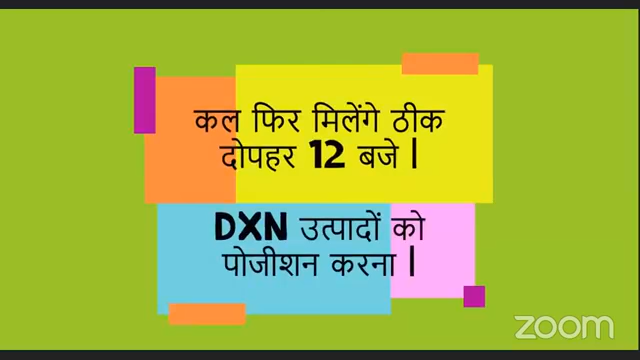 कल फिर मिलेंगे ठीक
दोपहर 12 बजे |
DXN उत्पादों को
पोजीशन करना |
zoom